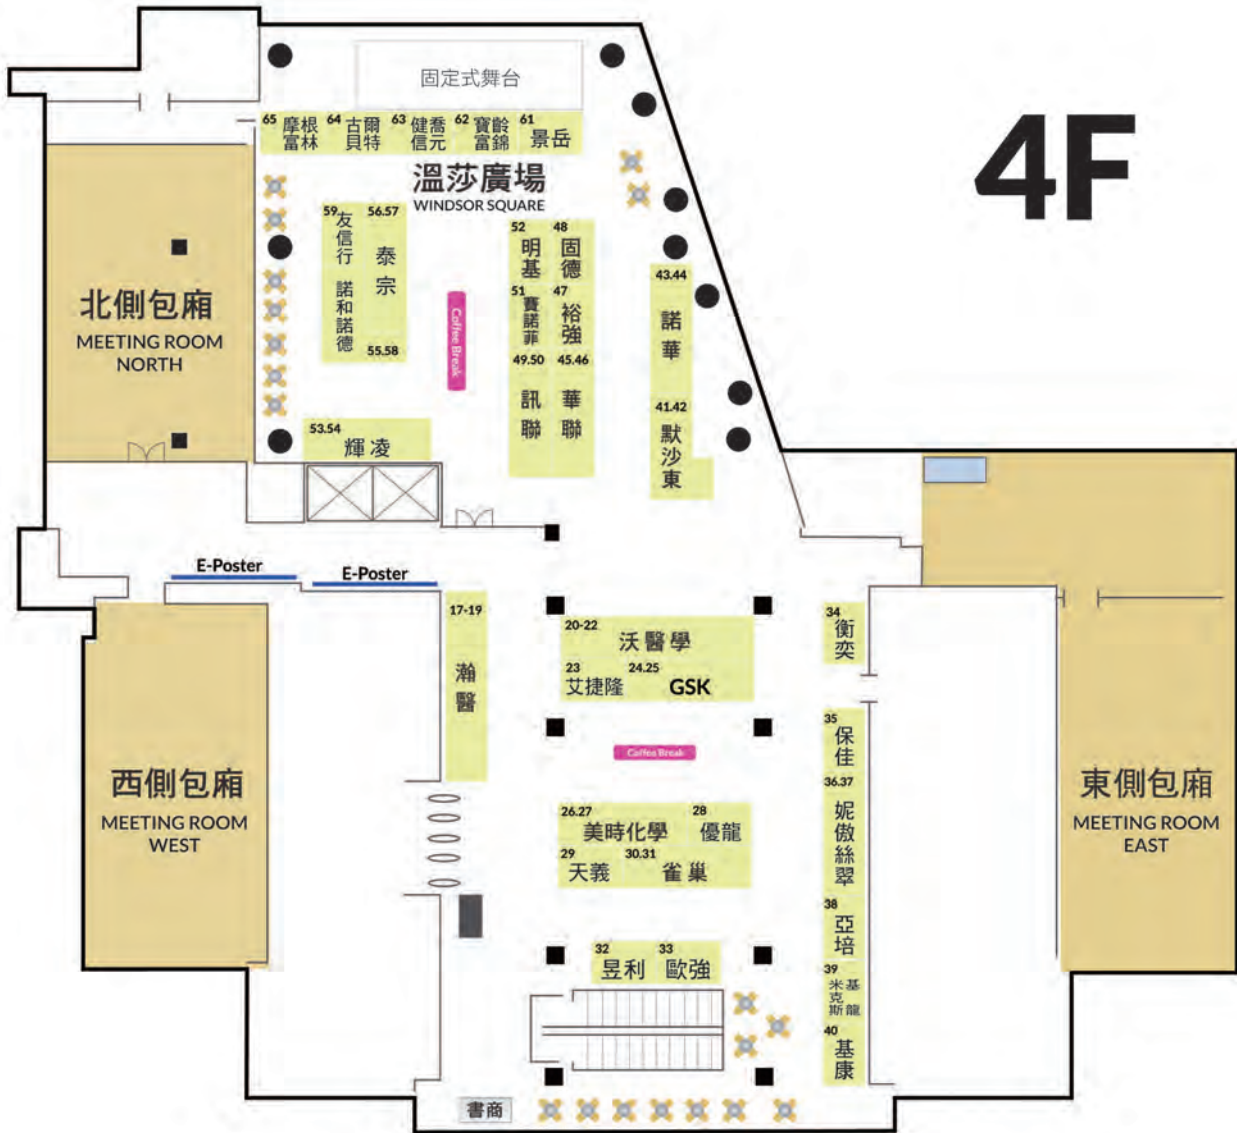 4F
固定式舞台
65 摩根富林
64 古爾貝特
63 健喬信元
62 寶齡富錦
61 景岳
溫莎廣場
WINDSOR SQUARE
59 友信行 諾和諾德
56.57
泰宗
55.58
Coffee Break
52 明基
48 固德
51 賽諾菲
47 裕強
49.50 訊聯
45.46 華聯
43.44 諾華
41.42 默沙東
53.54 輝凌
北側包廂
MEETING ROOM
NORTH
E-Poster
E-Poster
17-19 瀚醫
20-22 沃醫學
23 艾捷隆
24.25 GSK
Coffee Break
26.27 美時化學
28 優龍
29 天義
30.31 雀巢
32 昱利
33 歐強
34 衡奕
35 保佳
36.37 妮傲絲翠
38 亞培
39 基龍米克斯
40 基康
西側包廂
MEETING ROOM
WEST
東側包廂
MEETING ROOM
EAST
書商